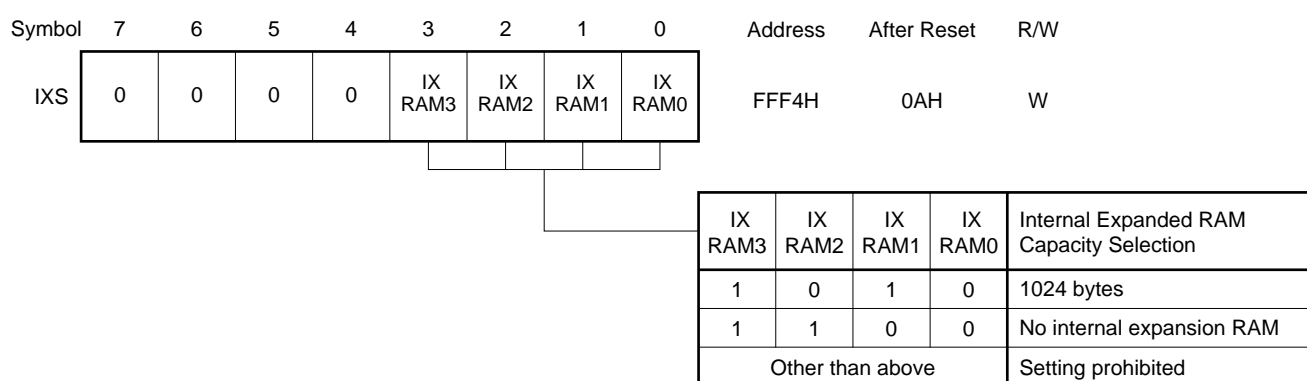 Symbol 7 6 5 4 3 2 1 0 Address After Reset R/W
IXS 0 0 0 0 IX RAM3 IX RAM2 IX RAM1 IX RAM0 FFF4H 0AH W
IX RAM3 IX RAM2 IX RAM1 IX RAM0 Internal Expanded RAM Capacity Selection
1 0 1 0 1024 bytes
1 1 0 0 No internal expansion RAM
Other than above Setting prohibited